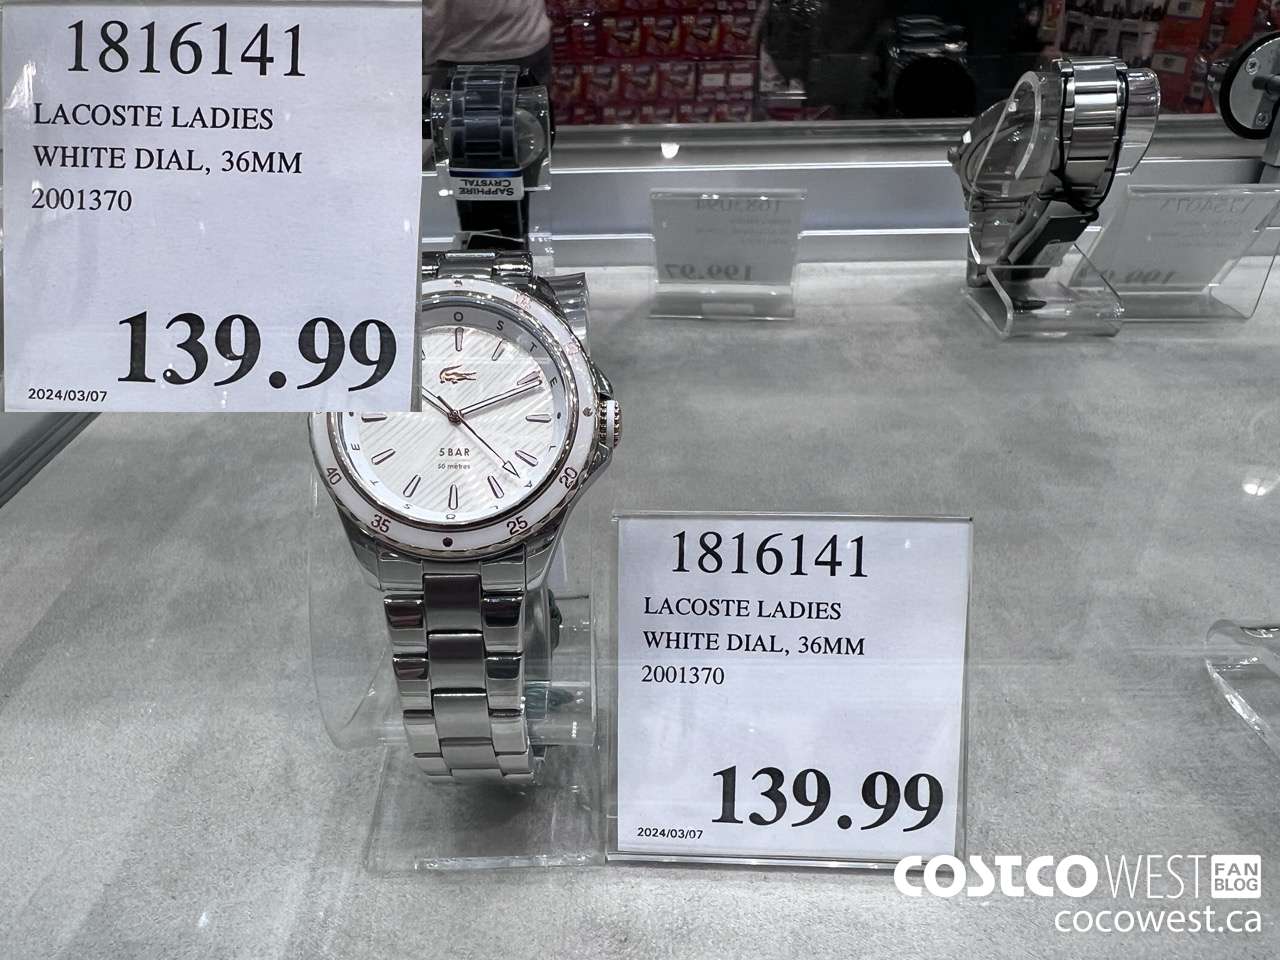 1816141
LACOSTE LADIES
WHITE DIAL, 36MM
2001370
139.99
2024/03/07
SAPPHIRE
CRYSTAL
199.97
5 BAR
50 mètres
20
25
35
40
1816141
LACOSTE LADIES
WHITE DIAL, 36MM
2001370
139.99
2024/03/07
COSTCO WEST FAN BLOG
cocowest.ca